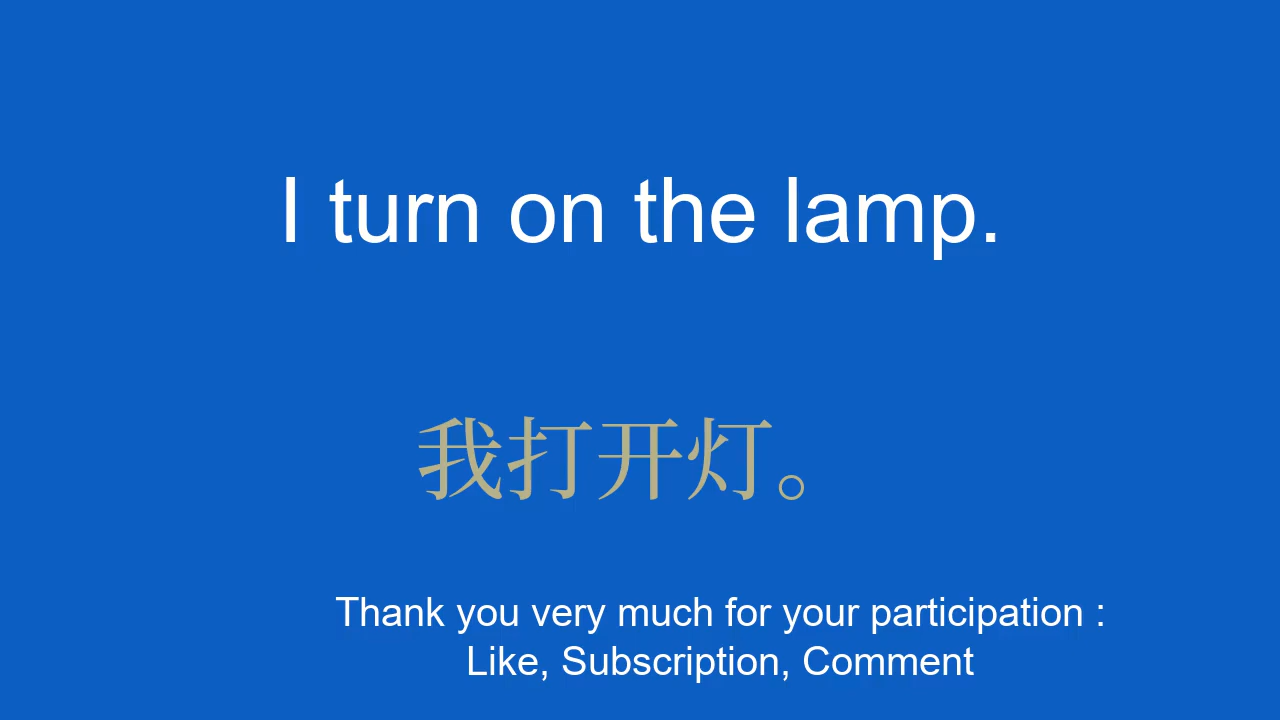 I turn on the lamp.
我打开灯。
Thank you very much for your participation :
Like, Subscription, Comment